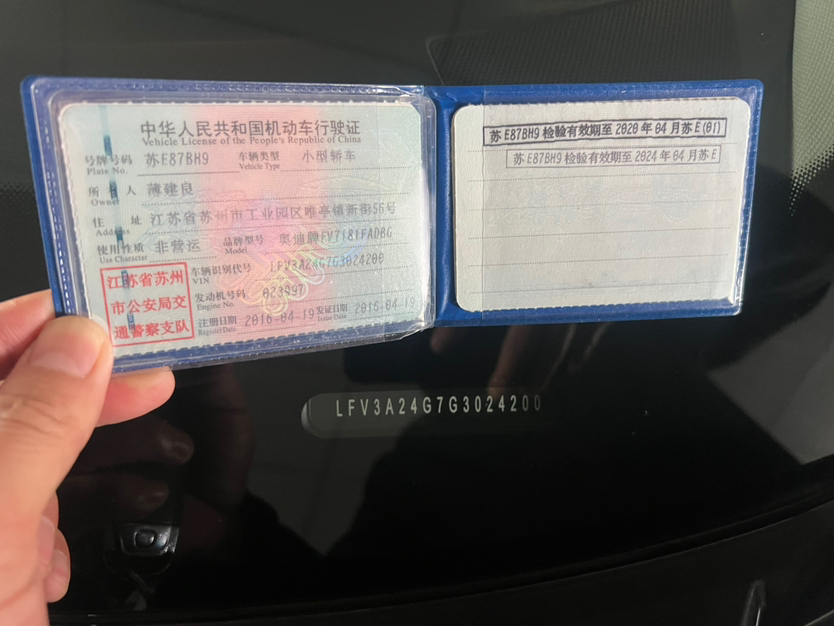 中华人民共和国机动车行驶证
Vehicle License of the People's Republic of China
号牌号码 苏E87BH9 车辆类型 小型轿车
Plate No. Vehicle Type
所有人 薄建良
Owner
住址 江苏省苏州市工业园区唯亭镇新街56号
Address
使用性质 非营运 品牌型号 奥迪牌FV7181FADBG
Use Character Model
车辆识别代号 LFV3A24G7G3024200
VIN
发动机号码 023097
Engine No.
注册日期 2016-04-19 发证日期 2016-04-19
Register Date Issue Date
江苏省苏州
市公安局交
通警察支队
苏E87BH9 检验有效期至 2020年04月苏E(01)
苏E87BH9 检验有效期至 2024年04月苏E
LFV3A24G7G3024200